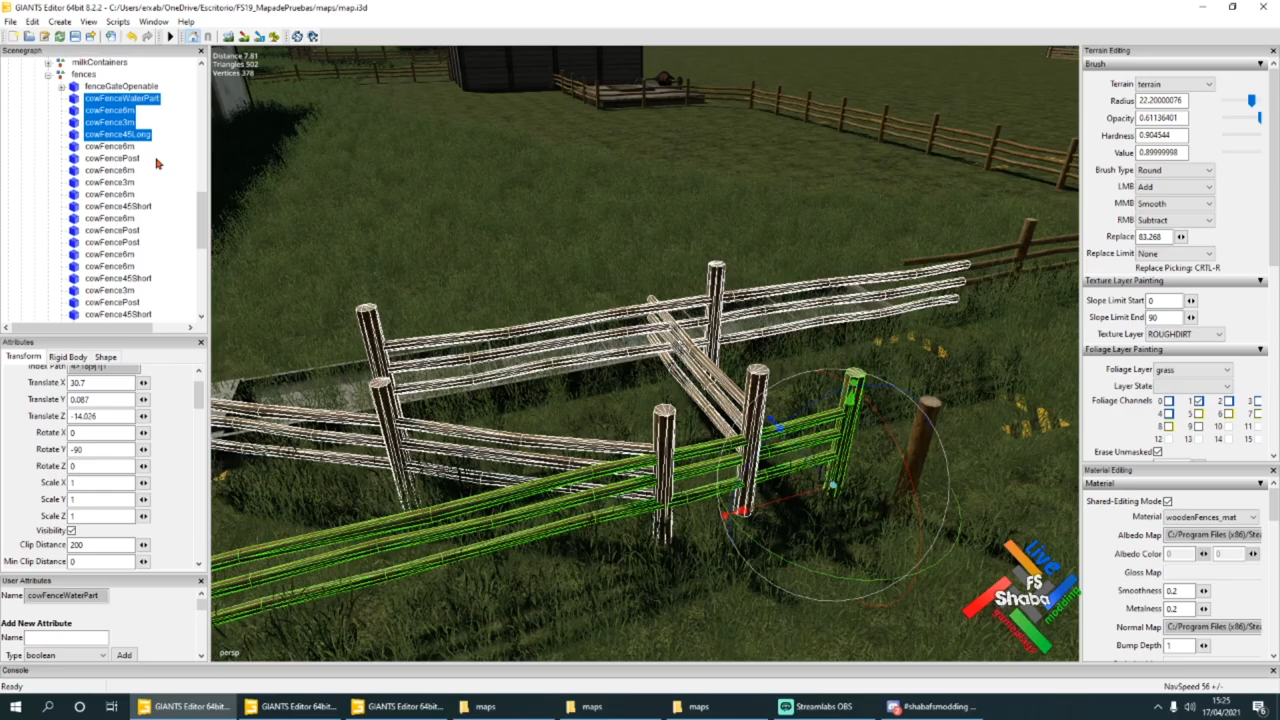 GIANTS Editor 64bit 8.2.2 - C:/Users/erxab/OneDrive/Escritorio/FS19_MapadePruebas/maps/map.i3d
File Edit Create View Scripts Window Help
Scenegraph
milkContainers
fences
fenceGateOpenable
cowFenceWaterPart
cowFence6m
cowFence3m
cowFence45Long
cowFence6m
cowFencePost
cowFence6m
cowFence3m
cowFence6m
cowFence45Short
cowFence6m
cowFencePost
cowFencePost
cowFence6m
cowFence6m
cowFence45Short
cowFence3m
cowFencePost
cowFence45Short
Attributes
Transform Rigid Body Shape
Index Path
Translate X 30.7
Translate Y 0.087
Translate Z -14.026
Rotate X 0
Rotate Y -90
Rotate Z 0
Scale X 1
Scale Y 1
Scale Z 1
Visibility
Clip Distance 200
Min Clip Distance 0
User Attributes
Name cowFenceWaterPart
Add New Attribute
Name
Type boolean Add
Console
Ready
Distance 7.81
Triangles 502
Vertices 378
persp
Live
FS
Shaba
modding
Terrain Editing
Brush
Terrain terrain
Radius 22.20000076
Opacity 0.61136401
Hardness 0.904544
Value 0.89999998
Brush Type Round
LMB Add
MMB Smooth
RMB Subtract
Replace 83.268
Replace Limit None
Replace Picking: CRTL-R
Texture Layer Painting
Slope Limit Start 0
Slope Limit End 90
Texture Layer ROUGHDIRT
Foliage Layer Painting
Foliage Layer grass
Layer State
Foliage Channels 0 1 2 3
4 5 6 7
8 9 10 11
12 13 14 15
Erase Unmasked
Material Editing
Material
Shared-Editing Mode
Material woodenFences_mat
Albedo Map C:/Program Files (x86)/Stea
Albedo Color 0 0
Gloss Map
Smoothness 0.2
Metalness 0.2
Normal Map C:/Program Files (x86)/Stea
Bump Depth 1
NavSpeed 56 +/-
GIANTS Editor 64bit... GIANTS Editor 64bit... GIANTS Editor 64bit... maps maps maps Streamlabs OBS #shabafsmodding ...
15:25
17/04/2021